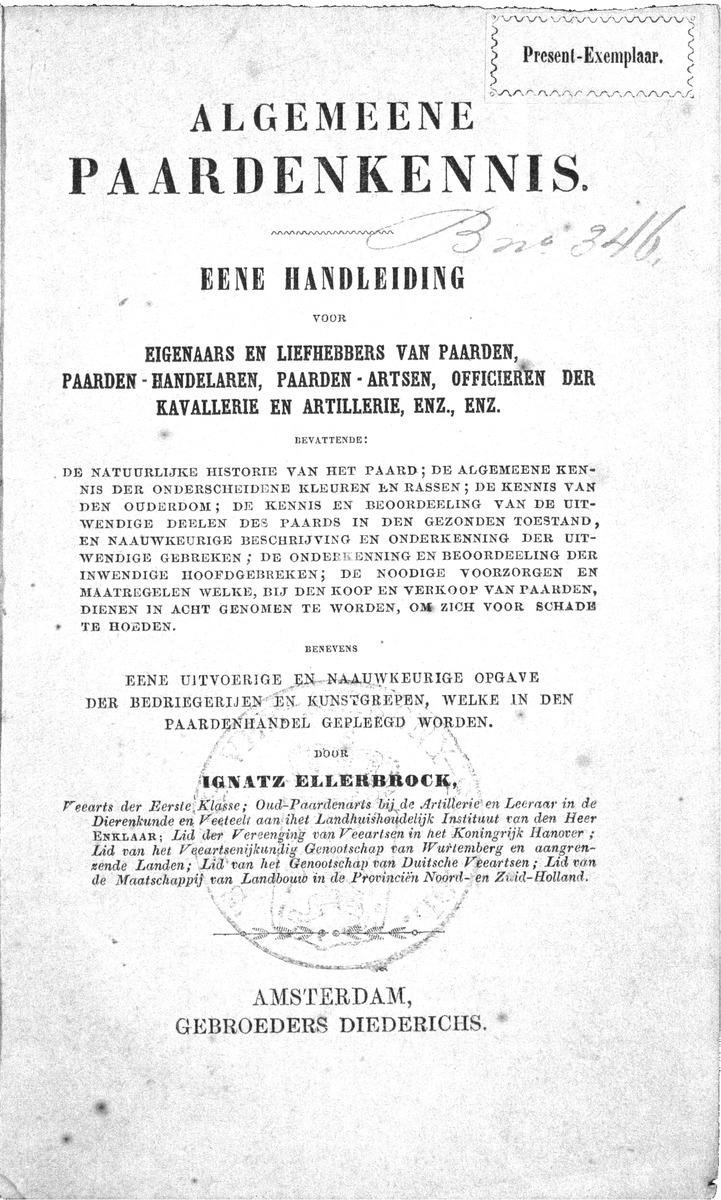 Present-Exemplaar.
ALGEMEENE
PAARDENKENNIS.
B no. 346.
EENE HANDLEIDING
VOOR
EIGENAARS EN LIEFHEBBERS VAN PAARDEN,
PAARDEN-HANDELAREN, PAARDEN-ARTSEN, OFFICIEREN DER
KAVALLERIE EN ARTILLERIE, ENZ., ENZ.
BEVATTENDE:
DE NATUURLIJKE HISTORIE VAN HET PAARD; DE ALGEMEENE KEN-
NIS DER ONDERSCHEIDENE KLEUREN EN RASSEN; DE KENNIS VAN
DEN OUDERDOM; DE KENNIS EN BEOORDEELING VAN DE UIT-
WENDIGE DEELEN DES PAARDS IN DEN GEZONDEN TOESTAND,
EN NAAUWKEURIGE BESCHRIJVING EN ONDERKENNING DER UIT-
WENDIGE GEBREKEN; DE ONDERKENNING EN BEOORDEELING DER
INWENDIGE HOOFDGEBREKEN; DE NOODIGE VOORZORGEN EN
MAATREGELEN WELKE, BIJ DEN KOOP EN VERKOOP VAN PAARDEN,
DIENEN IN ACHT GENOMEN TE WORDEN, OM ZICH VOOR SCHADE
TE HOEDEN.
BENEVENS
EENE UITVOERIGE EN NAAUWKEURIGE OPGAVE
DER BEDRIEGERIJEN EN KUNSTGREPEN, WELKE IN DEN
PAARDENHANDEL GEPLEEGD WORDEN.
DOOR
IGNATZ ELLERBROCK,
Veearts der Eerste Klasse; Oud-Paardenarts bij de Artillerie en Leeraar in de
Dierenkunde en Veeteelt aan het Landhuishoudelijk Instituut van den Heer
ENKLAAR; Lid der Vereenging van Veeartsen in het Koningrijk Hanover;
Lid van het Veeartsenijkundig Genootschap van Wurtemberg en aangren-
zende Landen; Lid van het Genootschap van Duitsche Veeartsen; Lid van
de Maatschappij van Landbouw in de Provinciën Noord- en Zuid-Holland.
AMSTERDAM,
GEBROEDERS DIEDERICHS.